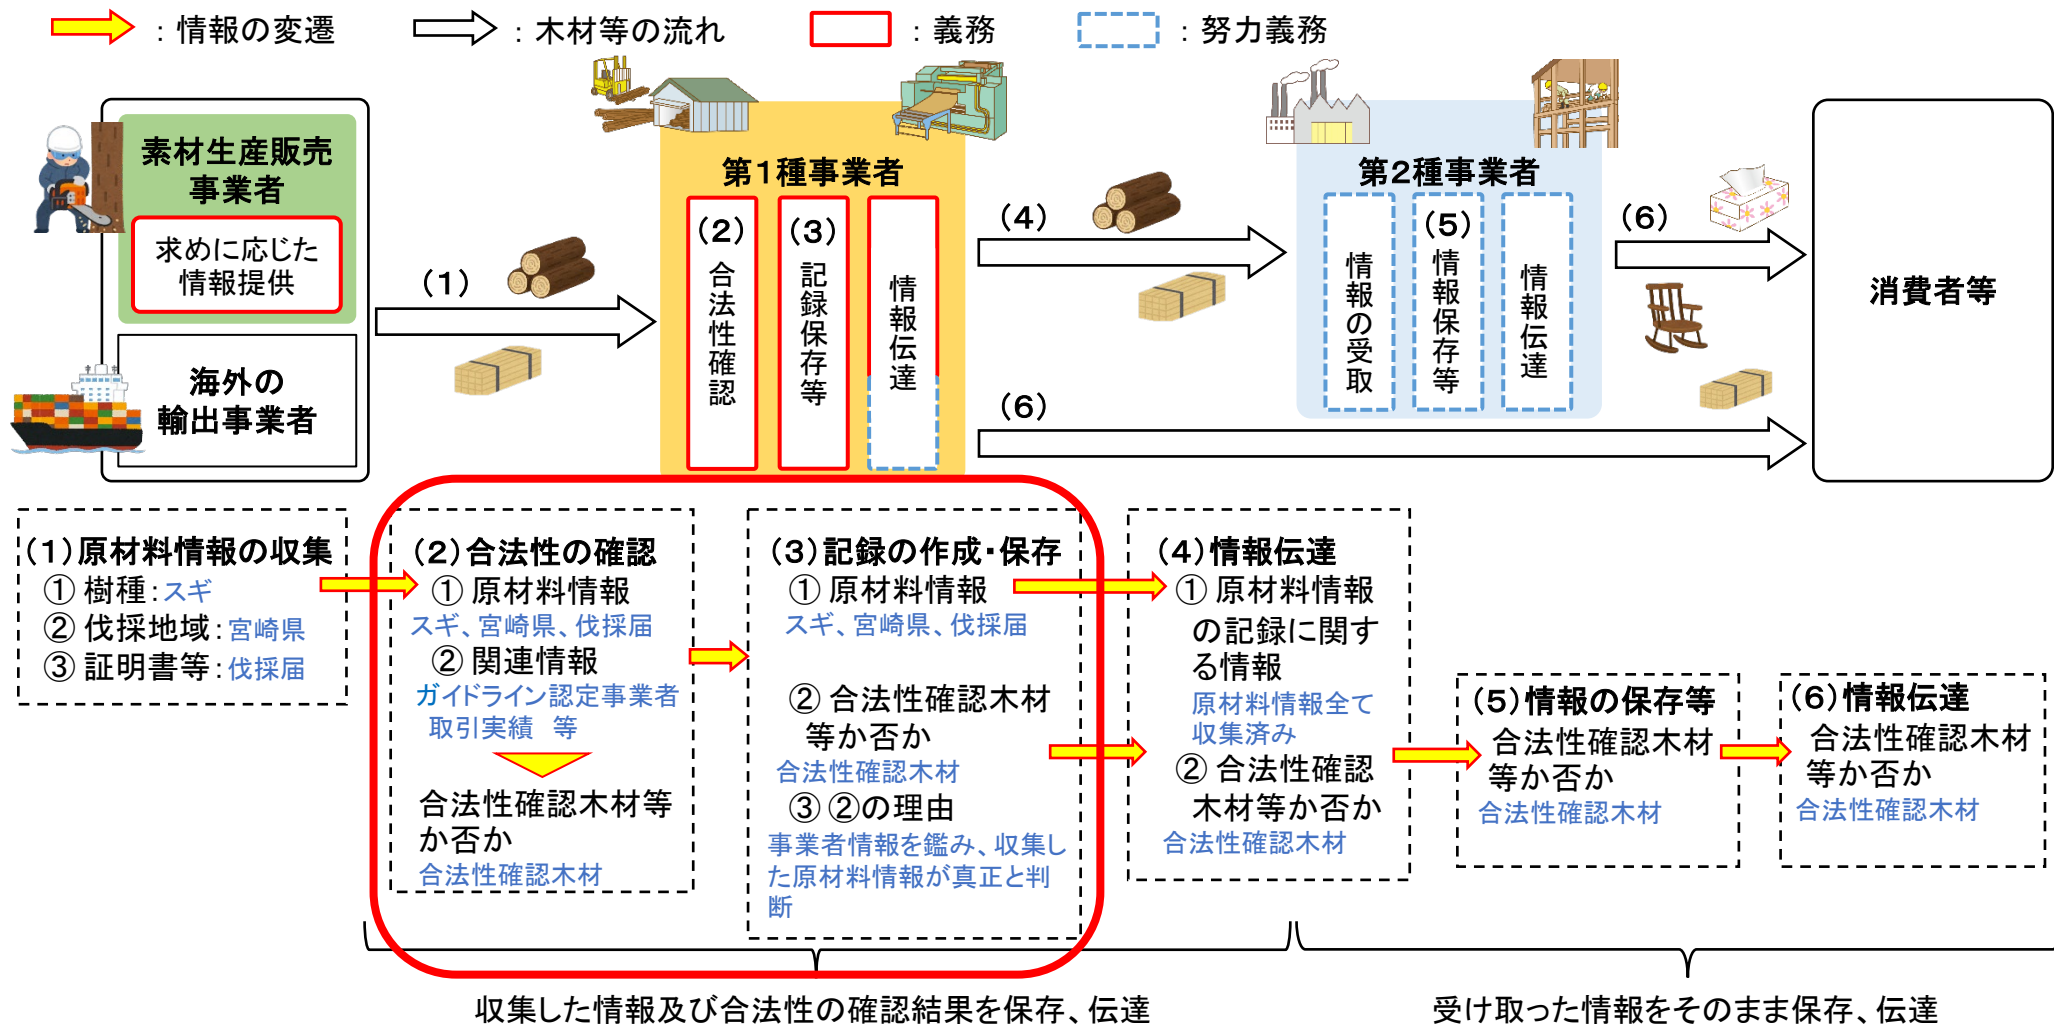 ：情報の変遷
：木材等の流れ
：義務
：努力義務
素材生産販売
事業者
求めに応じた
情報提供
海外の
輸出事業者
（1）
第1種事業者
（2）
合法性確認
（3）
記録保存等
情報伝達
（4）
（6）
第2種事業者
情報の受取
（5）
情報保存等
情報伝達
（6）
消費者等
（1）原材料情報の収集
① 樹種：スギ
② 伐採地域：宮崎県
③ 証明書等：伐採届
（2）合法性の確認
① 原材料情報
スギ、宮崎県、伐採届
② 関連情報
ガイドライン認定事業者
取引実績　等
合法性確認木材等
か否か
合法性確認木材
（3）記録の作成・保存
① 原材料情報
スギ、宮崎県、伐採届
② 合法性確認木材
等か否か
合法性確認木材
③ ②の理由
事業者情報を鑑み、収集し
た原材料情報が真正と判
断
（4）情報伝達
① 原材料情報
の記録に関す
る情報
原材料情報全て
収集済み
② 合法性確認
木材等か否か
合法性確認木材
（5）情報の保存等
合法性確認木材
等か否か
合法性確認木材
（6）情報伝達
合法性確認木材
等か否か
合法性確認木材
収集した情報及び合法性の確認結果を保存、伝達
受け取った情報をそのまま保存、伝達